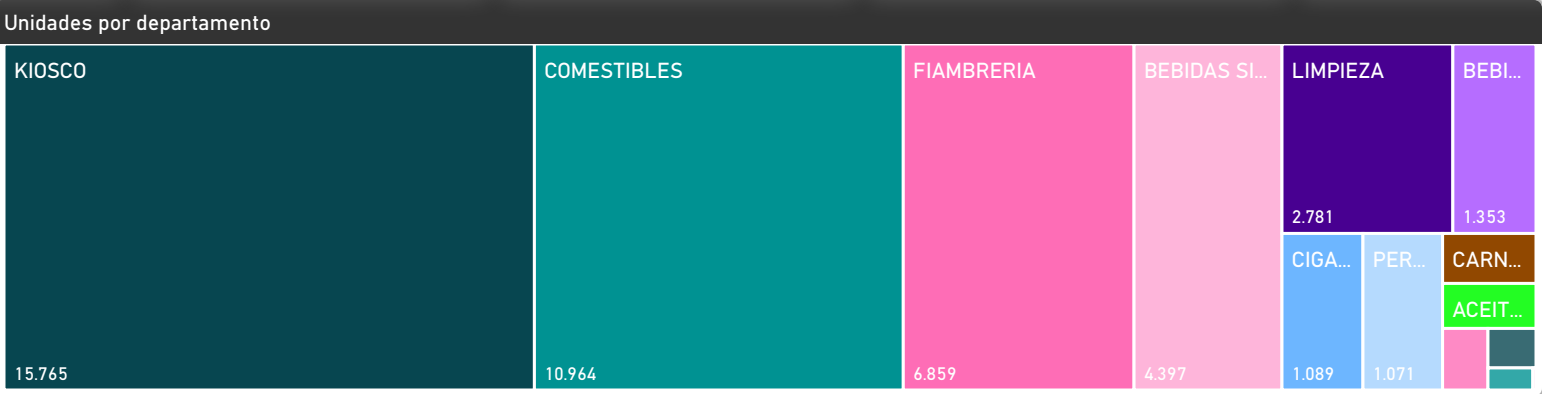 Unidades por departamento
KIOSCO
COMESTIBLES
FIAMBRERIA
BEBIDAS SI...
LIMPIEZA
BEBI...
2.781
1.353
CIGA...
PER...
CARN...
ACEIT...
15.765
10.964
6.859
4.397
1.089
1.071